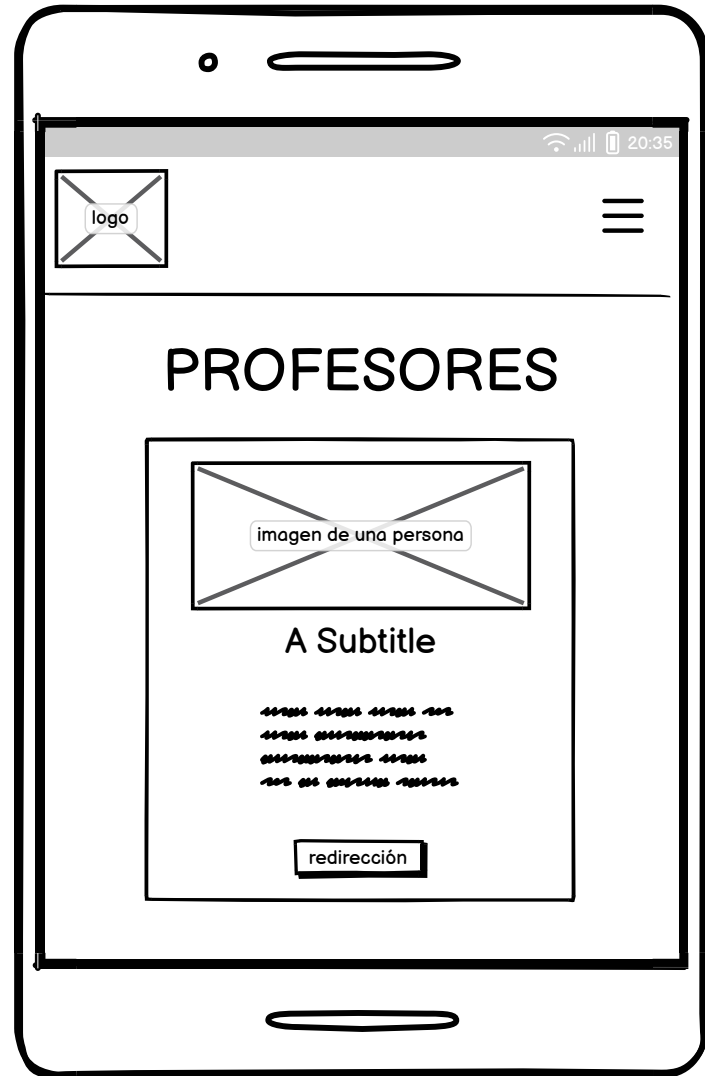 20:35
logo
PROFESORES
imagen de una persona
A Subtitle
redirección